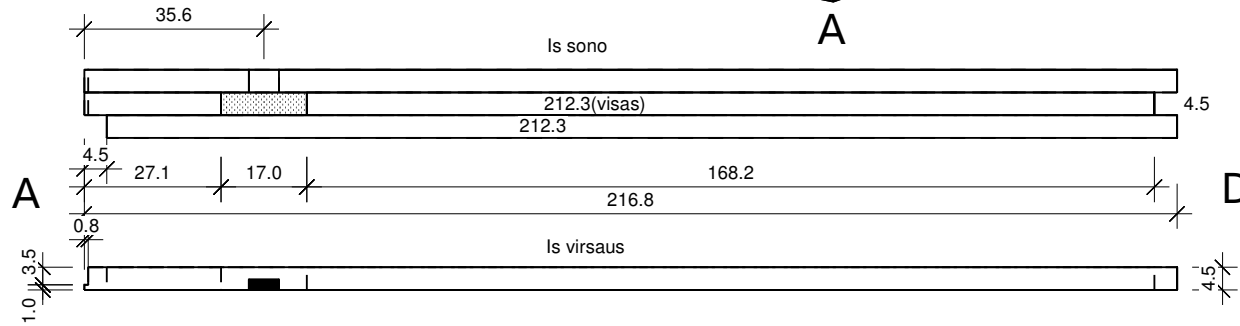 35.6
A
Is sono
212.3(visas)
4.5
212.3
4.5
27.1
17.0
168.2
A
216.8
D
0.8
Is virsaus
3.5
1.0
4.5